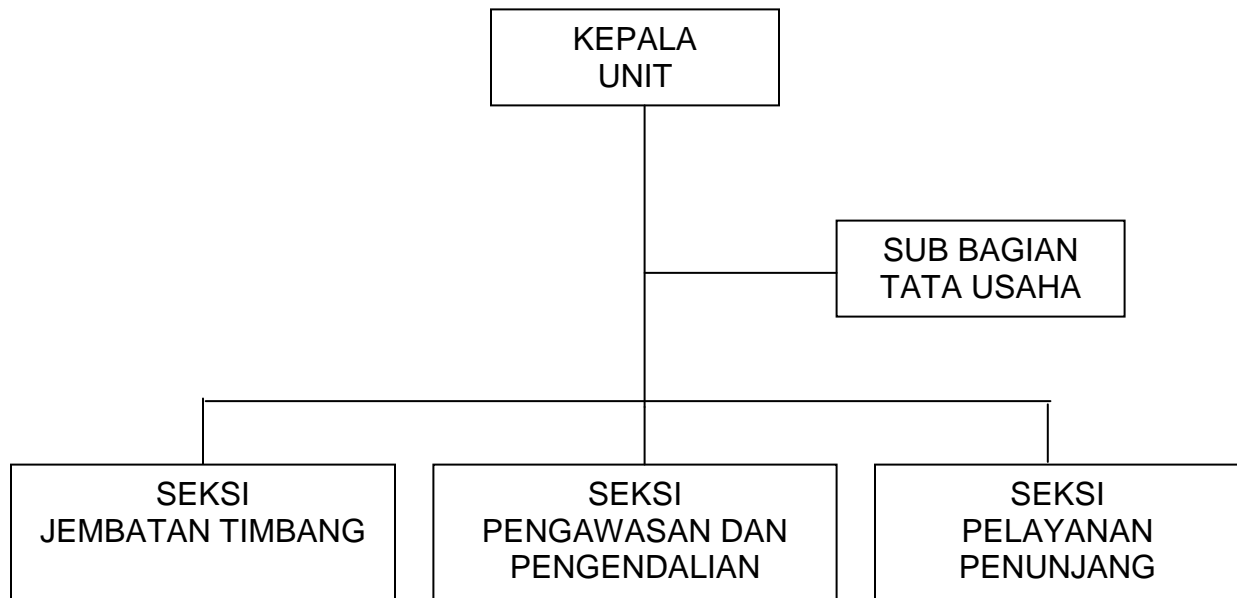 KEPALA
UNIT
SUB BAGIAN
TATA USAHA
SEKSI
JEMBATAN TIMBANG
SEKSI
PENGAWASAN DAN
PENGENDALIAN
SEKSI
PELAYANAN
PENUNJANG